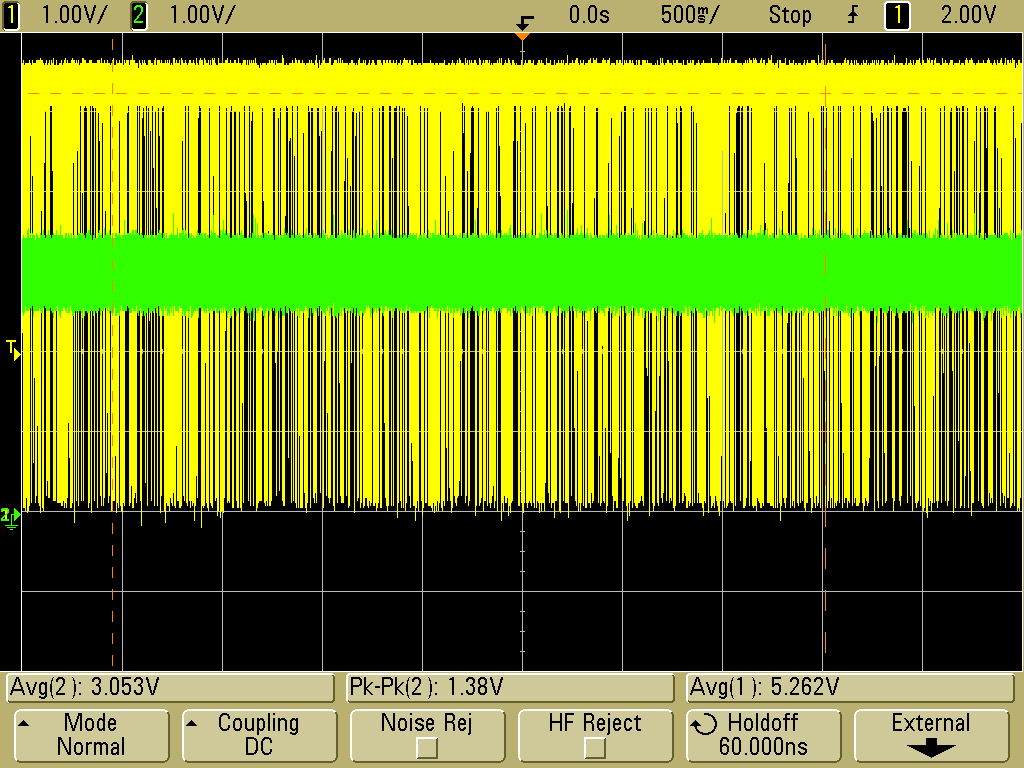 1 1.00V/ 2 1.00V/ 0.0s 500ms/ Stop 1 2.00V
T
2
Avg(2): 3.053V Pk-Pk(2): 1.38V Avg(1): 5.262V
Mode Coupling Noise Rej HF Reject Holdoff External
Normal DC 60.000ns